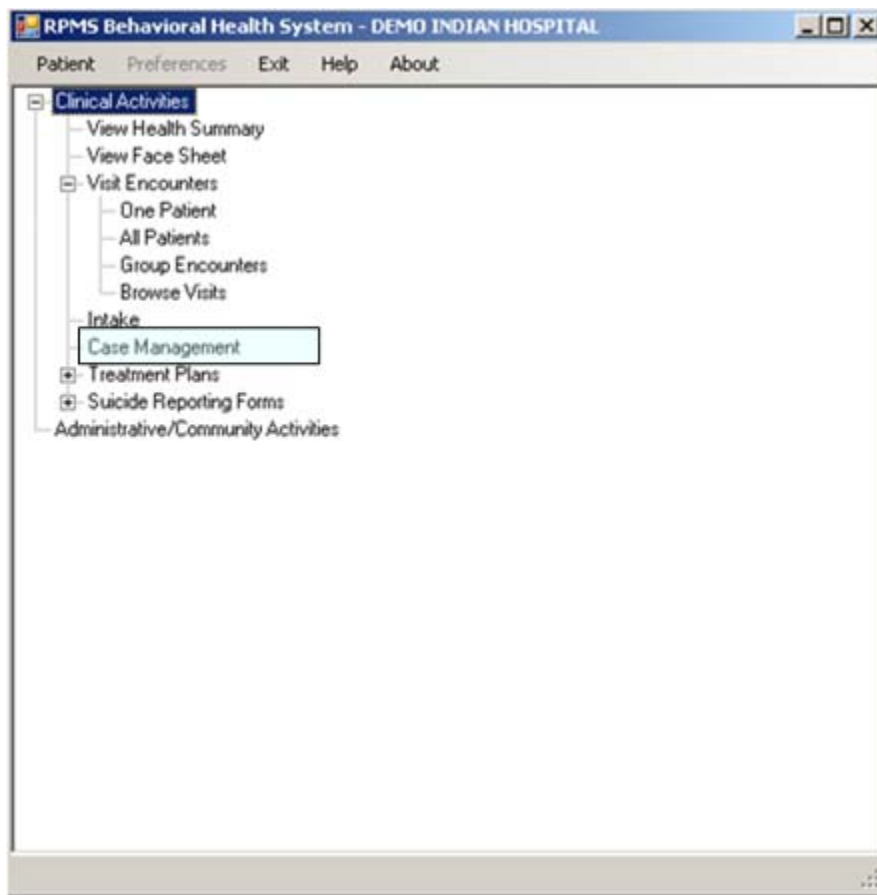 RPMS Behavioral Health System - DEMO INDIAN HOSPITAL
Patient Preferences Exit Help About
Clinical Activities
View Health Summary
View Face Sheet
Visit Encounters
One Patient
All Patients
Group Encounters
Browse Visits
Intake
Case Management
Treatment Plans
Suicide Reporting Forms
Administrative/Community Activities